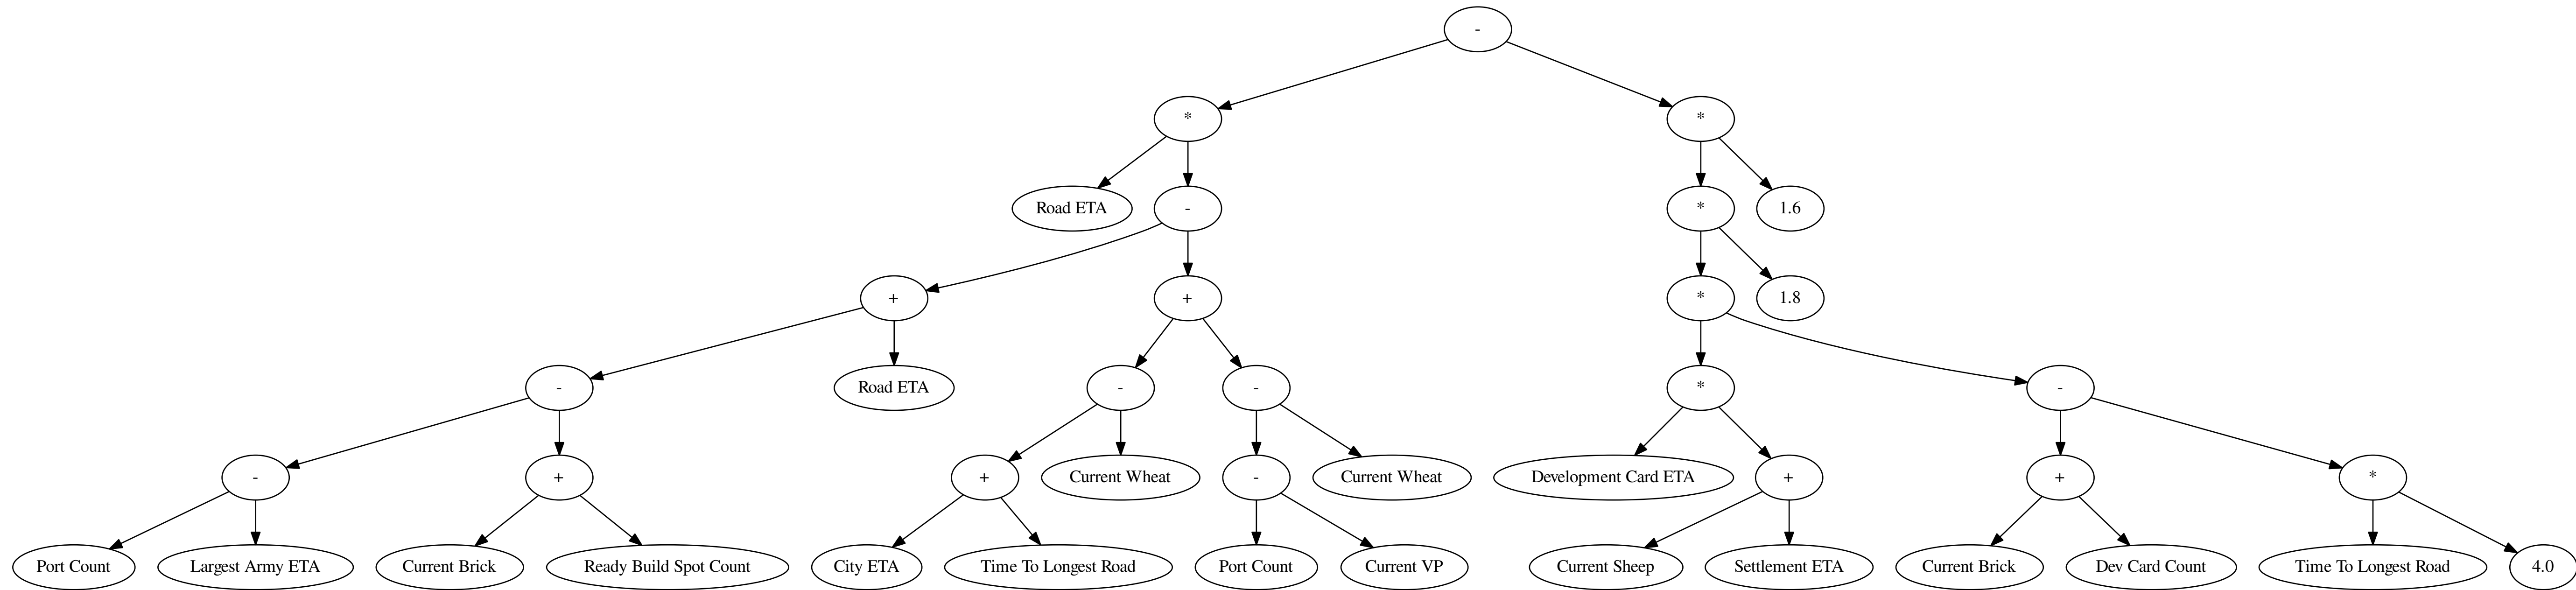 -
*
*
Road ETA
-
*
1.6
+
+
*
1.8
-
Road ETA
-
-
*
-
-
+
+
Current Wheat
-
Current Wheat
Development Card ETA
+
+
*
Port Count
Largest Army ETA
Current Brick
Ready Build Spot Count
City ETA
Time To Longest Road
Port Count
Current VP
Current Sheep
Settlement ETA
Current Brick
Dev Card Count
Time To Longest Road
4.0